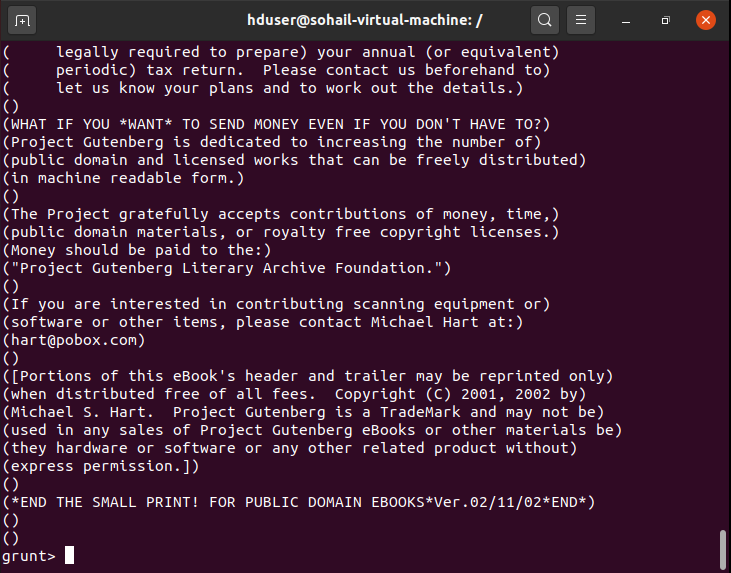 hduser@sohail-virtual-machine: /
(     legally required to prepare) your annual (or equivalent)
(     periodic) tax return.  Please contact us beforehand to)
(     let us know your plans and to work out the details.)
()
(WHAT IF YOU *WANT* TO SEND MONEY EVEN IF YOU DON'T HAVE TO?)
(Project Gutenberg is dedicated to increasing the number of)
(public domain and licensed works that can be freely distributed)
(in machine readable form.)
()
(The Project gratefully accepts contributions of money, time,)
(public domain materials, or royalty free copyright licenses.)
(Money should be paid to the:)
("Project Gutenberg Literary Archive Foundation.")
()
(If you are interested in contributing scanning equipment or)
(software or other items, please contact Michael Hart at:)
(hart@pobox.com)
()
([Portions of this eBook's header and trailer may be reprinted only)
(when distributed free of all fees.  Copyright (C) 2001, 2002 by)
(Michael S. Hart.  Project Gutenberg is a TradeMark and may not be)
(used in any sales of Project Gutenberg eBooks or other materials be)
(they hardware or software or any other related product without)
(express permission.])
()
(*END THE SMALL PRINT! FOR PUBLIC DOMAIN EBOOKS*Ver.02/11/02*END*)
()
()
grunt>